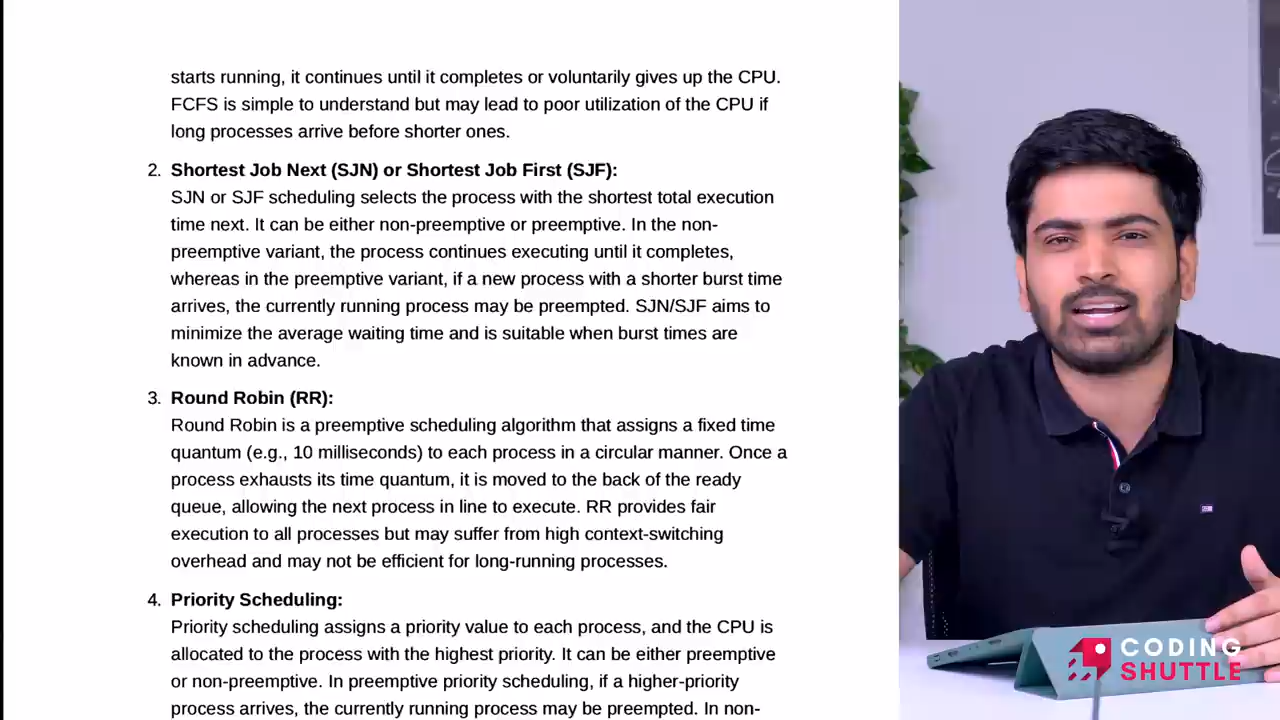 starts running, it continues until it completes or voluntarily gives up the CPU.
FCFS is simple to understand but may lead to poor utilization of the CPU if
long processes arrive before shorter ones.
2. Shortest Job Next (SJN) or Shortest Job First (SJF):
SJN or SJF scheduling selects the process with the shortest total execution
time next. It can be either non-preemptive or preemptive. In the non-
preemptive variant, the process continues executing until it completes,
whereas in the preemptive variant, if a new process with a shorter burst time
arrives, the currently running process may be preempted. SJN/SJF aims to
minimize the average waiting time and is suitable when burst times are
known in advance.
3. Round Robin (RR):
Round Robin is a preemptive scheduling algorithm that assigns a fixed time
quantum (e.g., 10 milliseconds) to each process in a circular manner. Once a
process exhausts its time quantum, it is moved to the back of the ready
queue, allowing the next process in line to execute. RR provides fair
execution to all processes but may suffer from high context-switching
overhead and may not be efficient for long-running processes.
4. Priority Scheduling:
Priority scheduling assigns a priority value to each process, and the CPU is
allocated to the process with the highest priority. It can be either preemptive
or non-preemptive. In preemptive priority scheduling, if a higher-priority
process arrives, the currently running process may be preempted. In non-
CODING
SHUTTLE